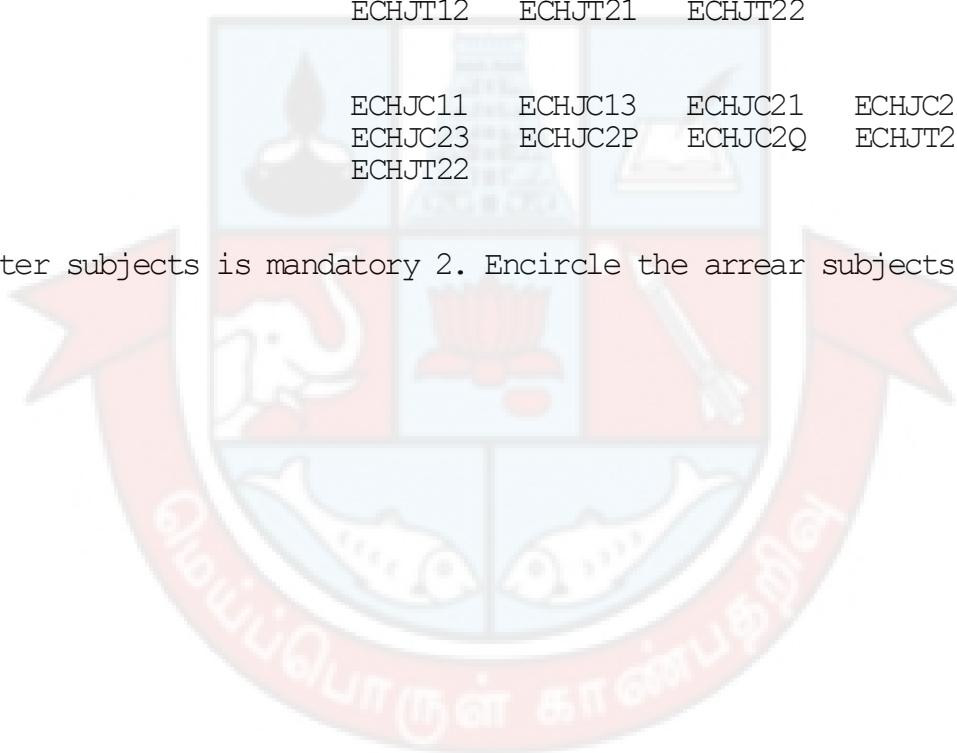 ECHJT12 ECHJT21 ECHJT22
ECHJC11 ECHJC13 ECHJC21 ECHJC2
ECHJC23 ECHJC2P ECHJC2Q ECHJT2
ECHJT22
ter subjects is mandatory 2. Encircle the arrear subjects
மெய்ப்பொருள் காண்பதறிவு